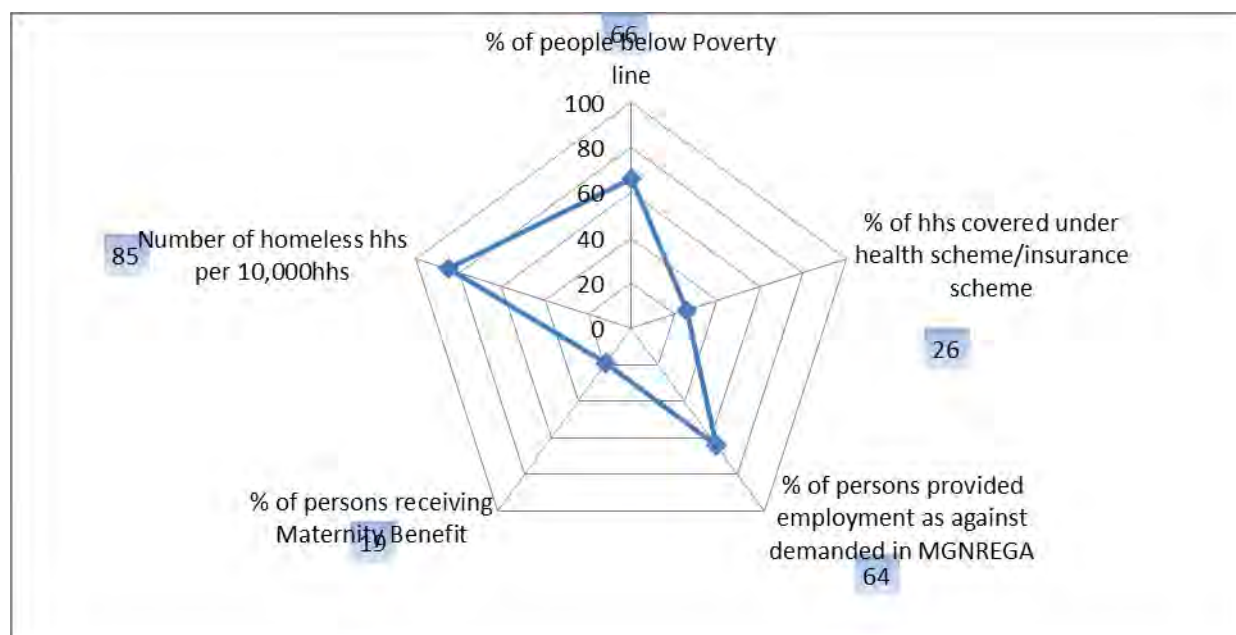 66
% of people below Poverty
line
100
80
60
40
20
0
% of hhs covered under
health scheme/insurance
scheme
26
% of persons provided
employment as against
demanded in MGNREGA
64
% of persons receiving
Maternity Benefit
19
Number of homeless hhs
per 10,000hhs
85